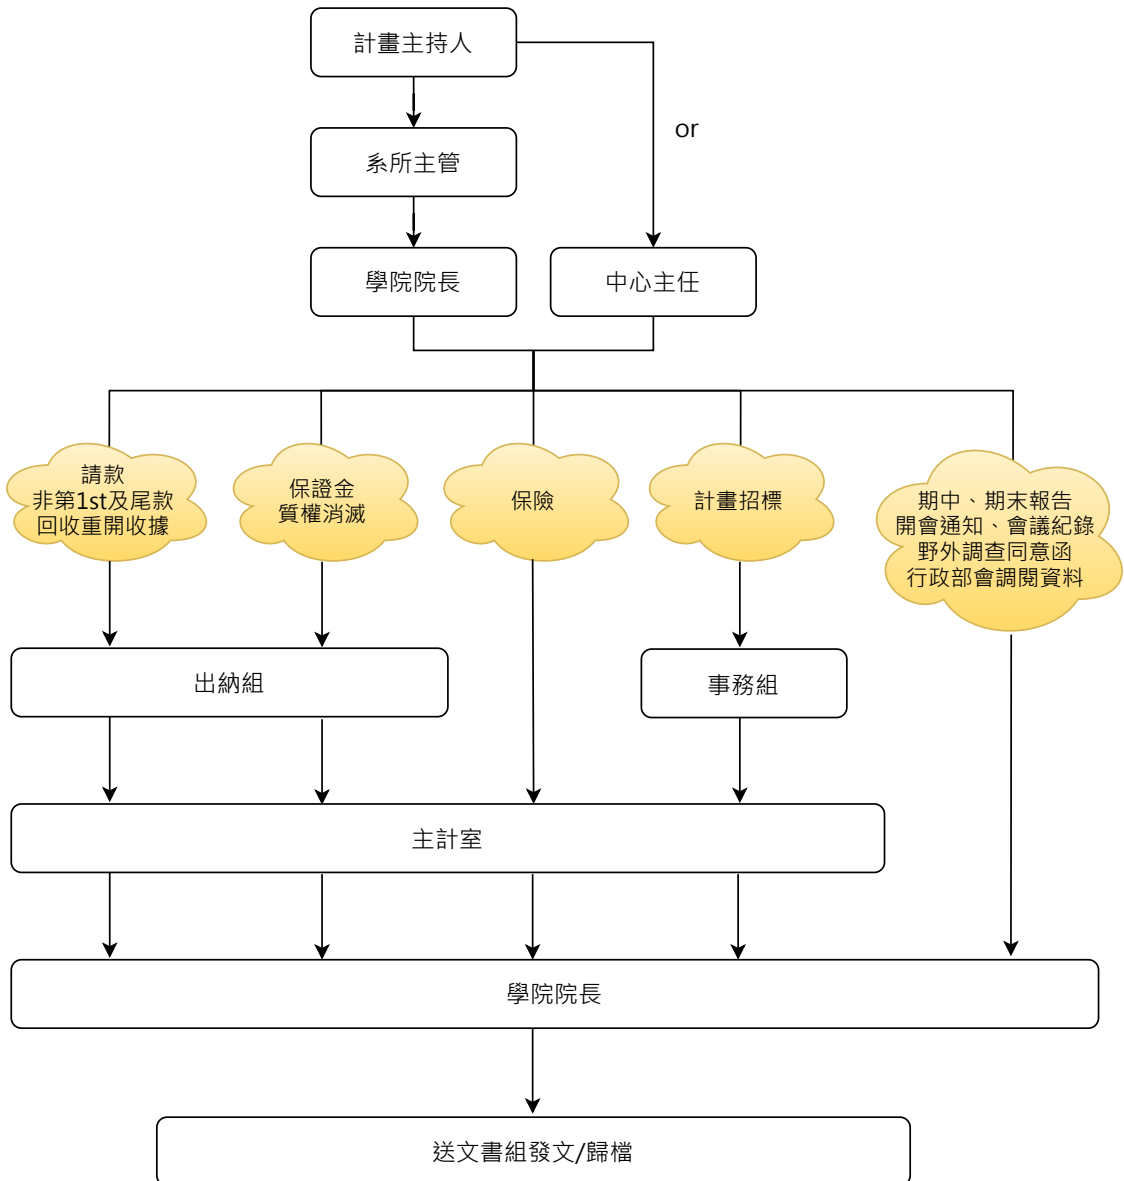 計畫主持人
or
系所主管
學院院長
中心主任
請款
非第1st及尾款
回收重開收據
保證金
質權消滅
保險
計畫招標
期中、期末報告
開會通知、會議紀錄
野外調查同意函
行政部會調閱資料
出納組
事務組
主計室
學院院長
送文書組發文/歸檔